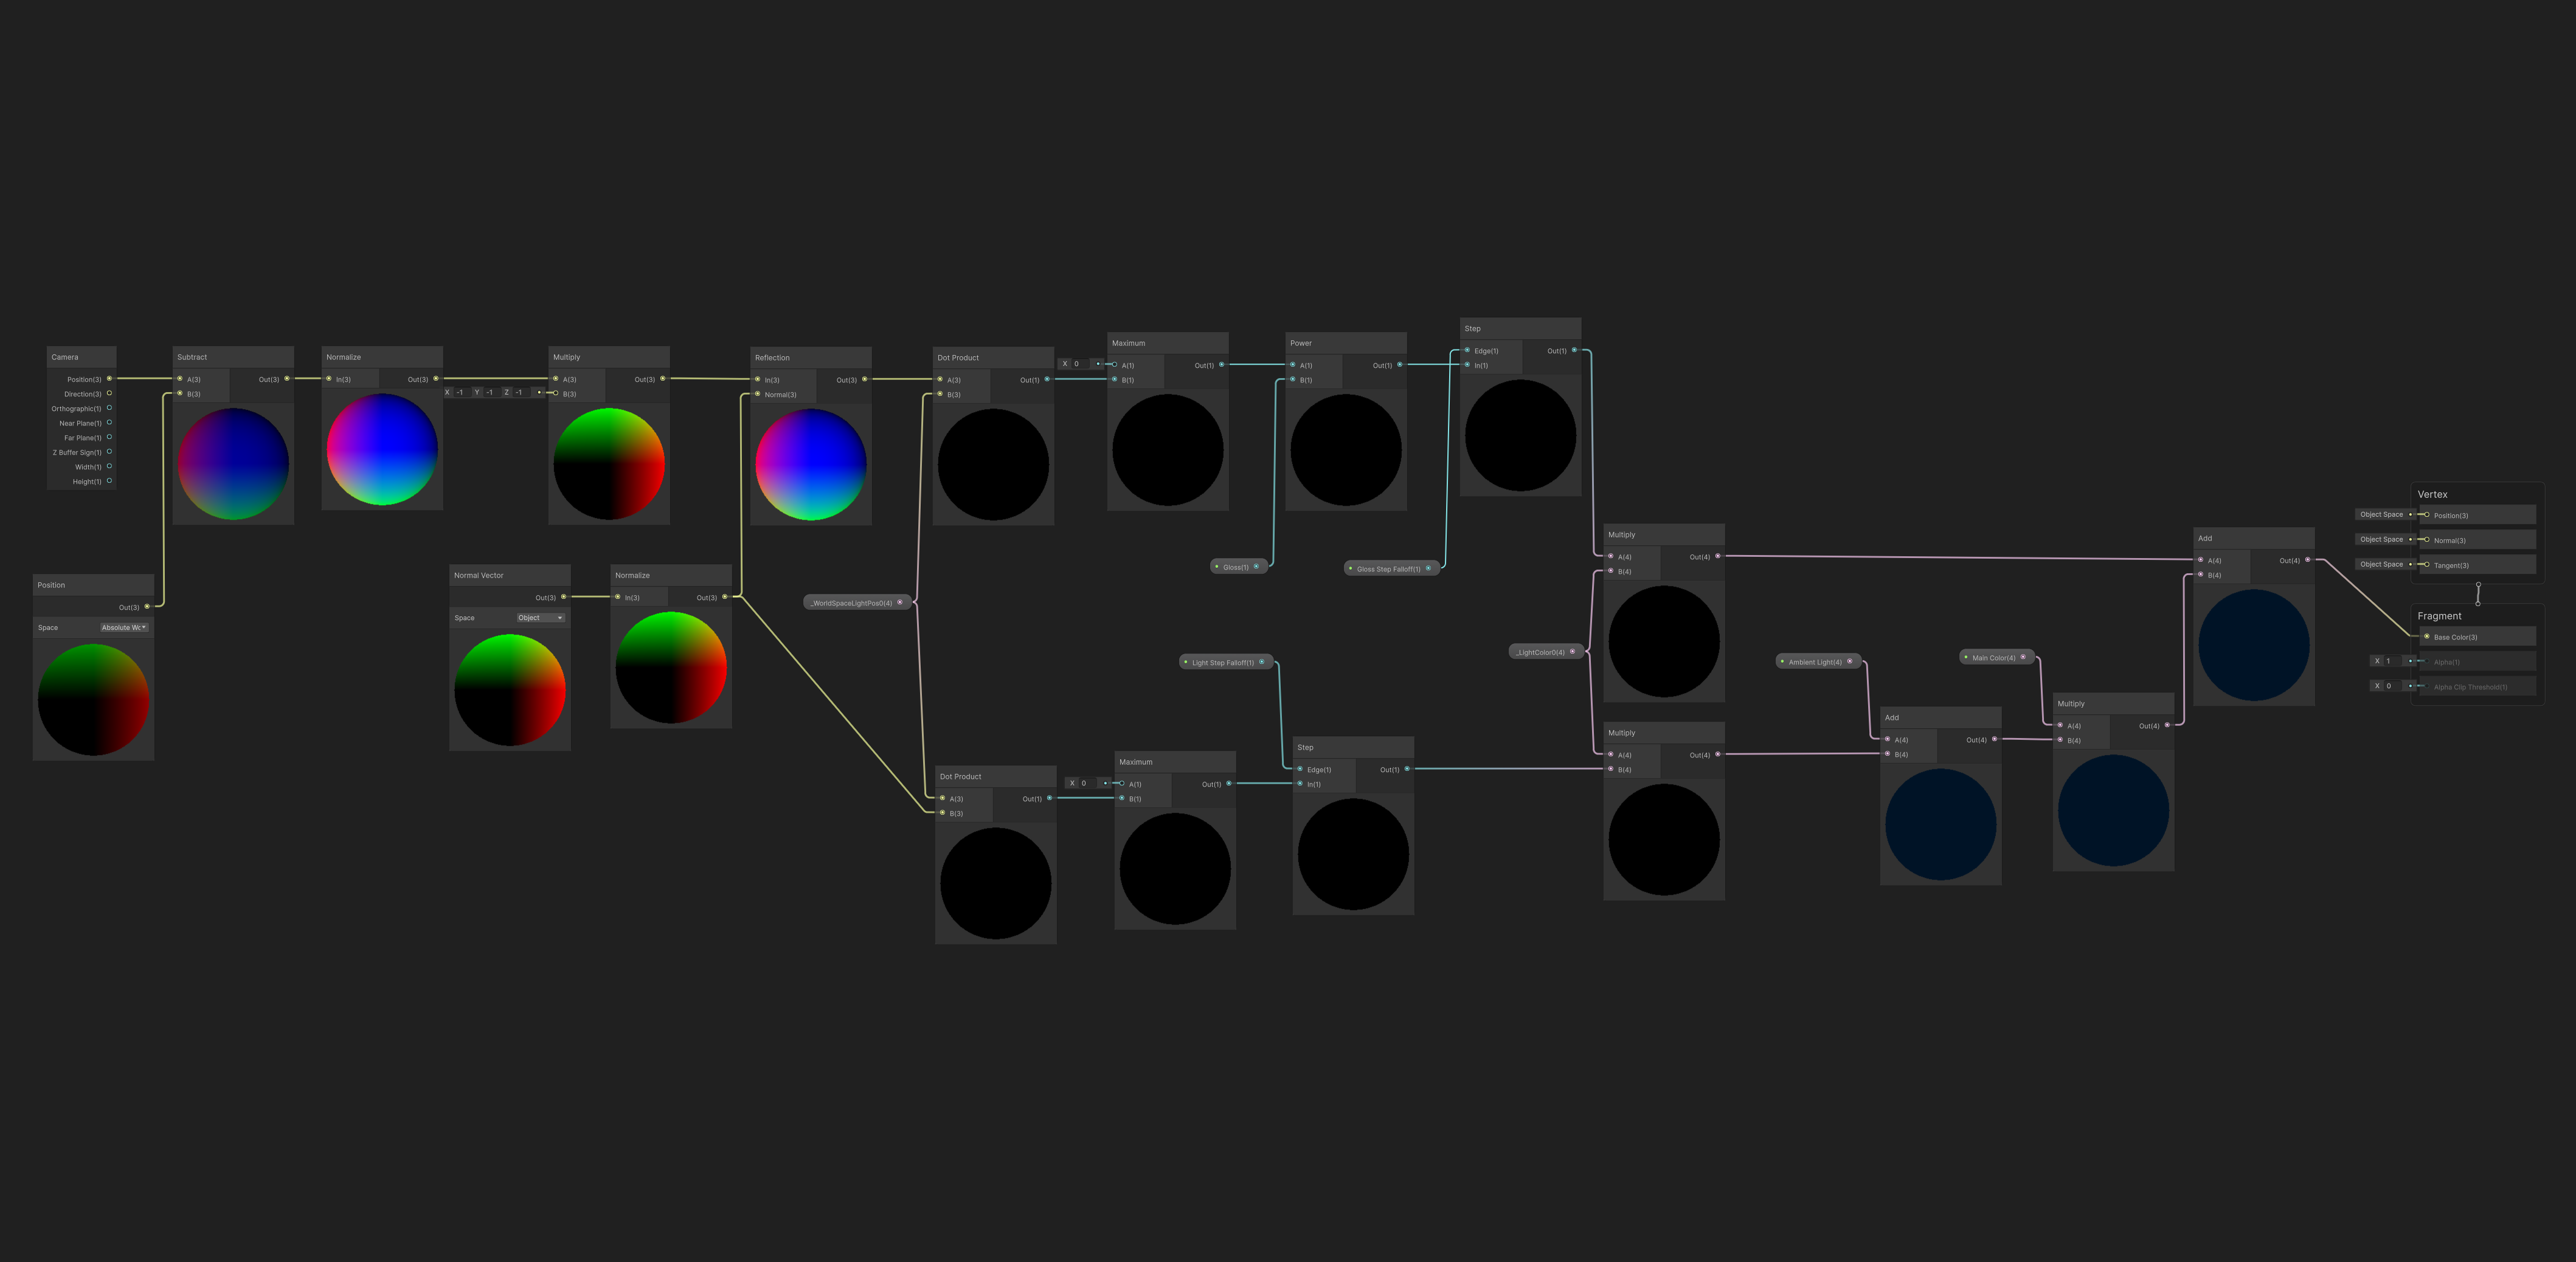 Camera
Position(3)
Direction(3)
Orthographic(1)
Near Plane(1)
Far Plane(1)
Z Buffer Sign(1)
Width(1)
Height(1)
Position
Out(3)
Space Absolute Wc
Subtract
A(3) Out(3)
B(3)
Normalize
In(3) Out(3)
X -1 Y -1 Z -1
Multiply
A(3) Out(3)
B(3)
Normal Vector
Out(3)
Space Object
Normalize
In(3) Out(3)
Reflection
In(3) Out(3)
Normal(3)
_WorldSpaceLightPos0(4)
Dot Product
A(3) Out(1)
B(3)
X 0
Maximum
A(1) Out(1)
B(1)
Gloss(1)
Power
A(1) Out(1)
B(1)
Gloss Step Falloff(1)
Step
Edge(1) Out(1)
In(1)
Dot Product
A(3) Out(1)
B(3)
X 0
Maximum
A(1) Out(1)
B(1)
Light Step Falloff(1)
Step
Edge(1) Out(1)
In(1)
_LightColor0(4)
Multiply
A(4) Out(4)
B(4)
Multiply
A(4) Out(4)
B(4)
Ambient Light(4)
Add
A(4) Out(4)
B(4)
Main Color(4)
Multiply
A(4) Out(4)
B(4)
Add
A(4) Out(4)
B(4)
Vertex
Object Space Position(3)
Object Space Normal(3)
Object Space Tangent(3)
Fragment
Base Color(3)
X 1 Alpha(1)
X 0 Alpha Clip Threshold(1)